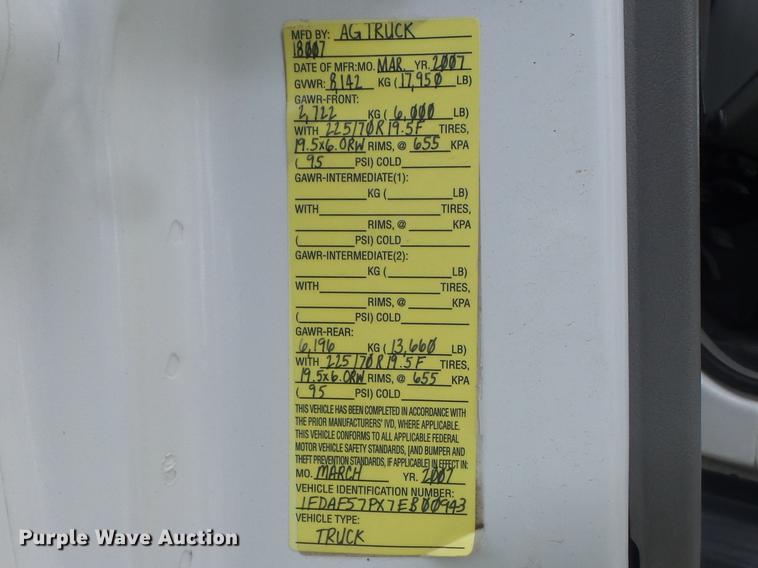 MFD BY: AG TRUCK
18007
DATE OF MFR: MO. MAR. YR. 2007
GVWR: 8,142 KG (17,950 LB)
GAWR-FRONT:
2,722 KG (6,000 LB)
WITH 225/70R19.5F TIRES,
19.5x6.0RW RIMS, @ 655 KPA
(95 PSI) COLD
GAWR-INTERMEDIATE(1):
KG ( LB)
WITH TIRES,
RIMS, @ KPA
( PSI) COLD
GAWR-INTERMEDIATE(2):
KG ( LB)
WITH TIRES,
RIMS, @ KPA
( PSI) COLD
GAWR-REAR:
6,196 KG (13,660 LB)
WITH 225/70R19.5F TIRES,
19.5x6.0RW RIMS, @ 655 KPA
(95 PSI) COLD
THIS VEHICLE HAS BEEN COMPLETED IN ACCORDANCE WITH
THE PRIOR MANUFACTURERS' IVD, WHERE APPLICABLE.
THIS VEHICLE CONFORMS TO ALL APPLICABLE FEDERAL
MOTOR VEHICLE SAFETY STANDARDS, [AND BUMPER AND
THEFT PREVENTION STANDARDS, IF APPLICABLE] IN EFFECT IN:
MO. MARCH YR. 2007
VEHICLE IDENTIFICATION NUMBER:
1FDAF57PX7EB00943
VEHICLE TYPE:
TRUCK
Purple Wave Auction